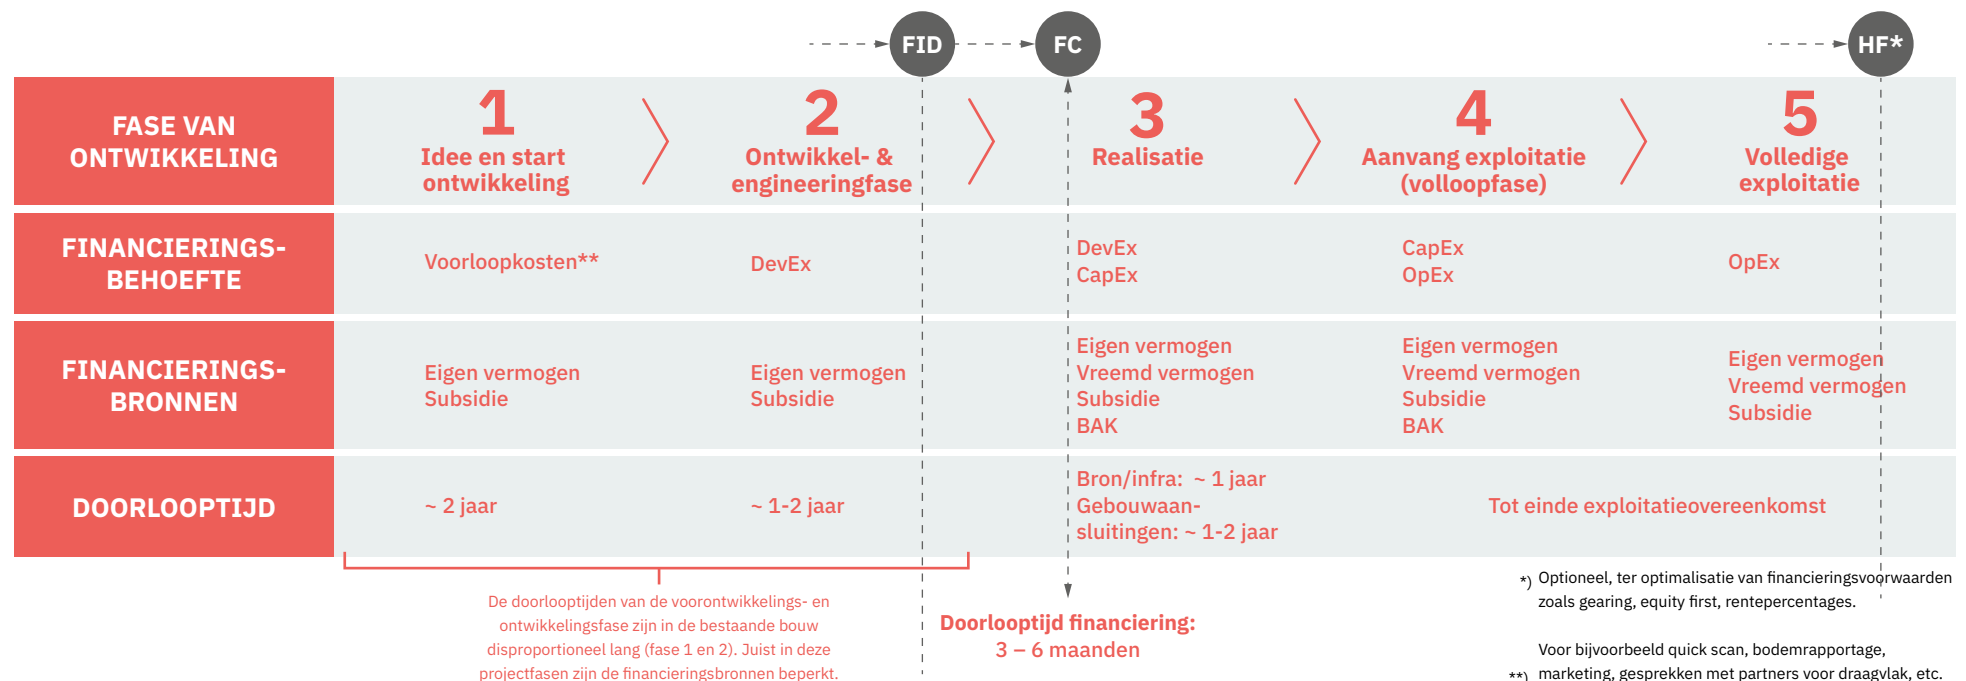 FID
FC
HF*
FASE VAN
ONTWIKKELING
1
Idee en start
ontwikkeling
2
Ontwikkel- &
engineeringfase
3
Realisatie
4
Aanvang exploitatie
(volloopfase)
5
Volledige
exploitatie
FINANCIERINGS-
BEHOEFTE
Voorloopkosten**
DevEx
DevEx
CapEx
CapEx
OpEx
OpEx
FINANCIERINGS-
BRONNEN
Eigen vermogen
Subsidie
Eigen vermogen
Subsidie
Eigen vermogen
Vreemd vermogen
Subsidie
BAK
Eigen vermogen
Vreemd vermogen
Subsidie
BAK
Eigen vermogen
Vreemd vermogen
Subsidie
DOORLOOPTIJD
~ 2 jaar
~ 1-2 jaar
Bron/infra: ~ 1 jaar
Gebouwaan-
sluitingen: ~ 1-2 jaar
Tot einde exploitatieovereenkomst
De doorlooptijden van de voorontwikkelings- en
ontwikkelingsfase zijn in de bestaande bouw
disproportioneel lang (fase 1 en 2). Juist in deze
projectfasen zijn de financieringsbronnen beperkt.
Doorlooptijd financiering:
3 – 6 maanden
*) Optioneel, ter optimalisatie van financieringsvoorwaarden
zoals gearing, equity first, rentepercentages.
Voor bijvoorbeeld quick scan, bodemrapportage,
**) marketing, gesprekken met partners voor draagvlak, etc.